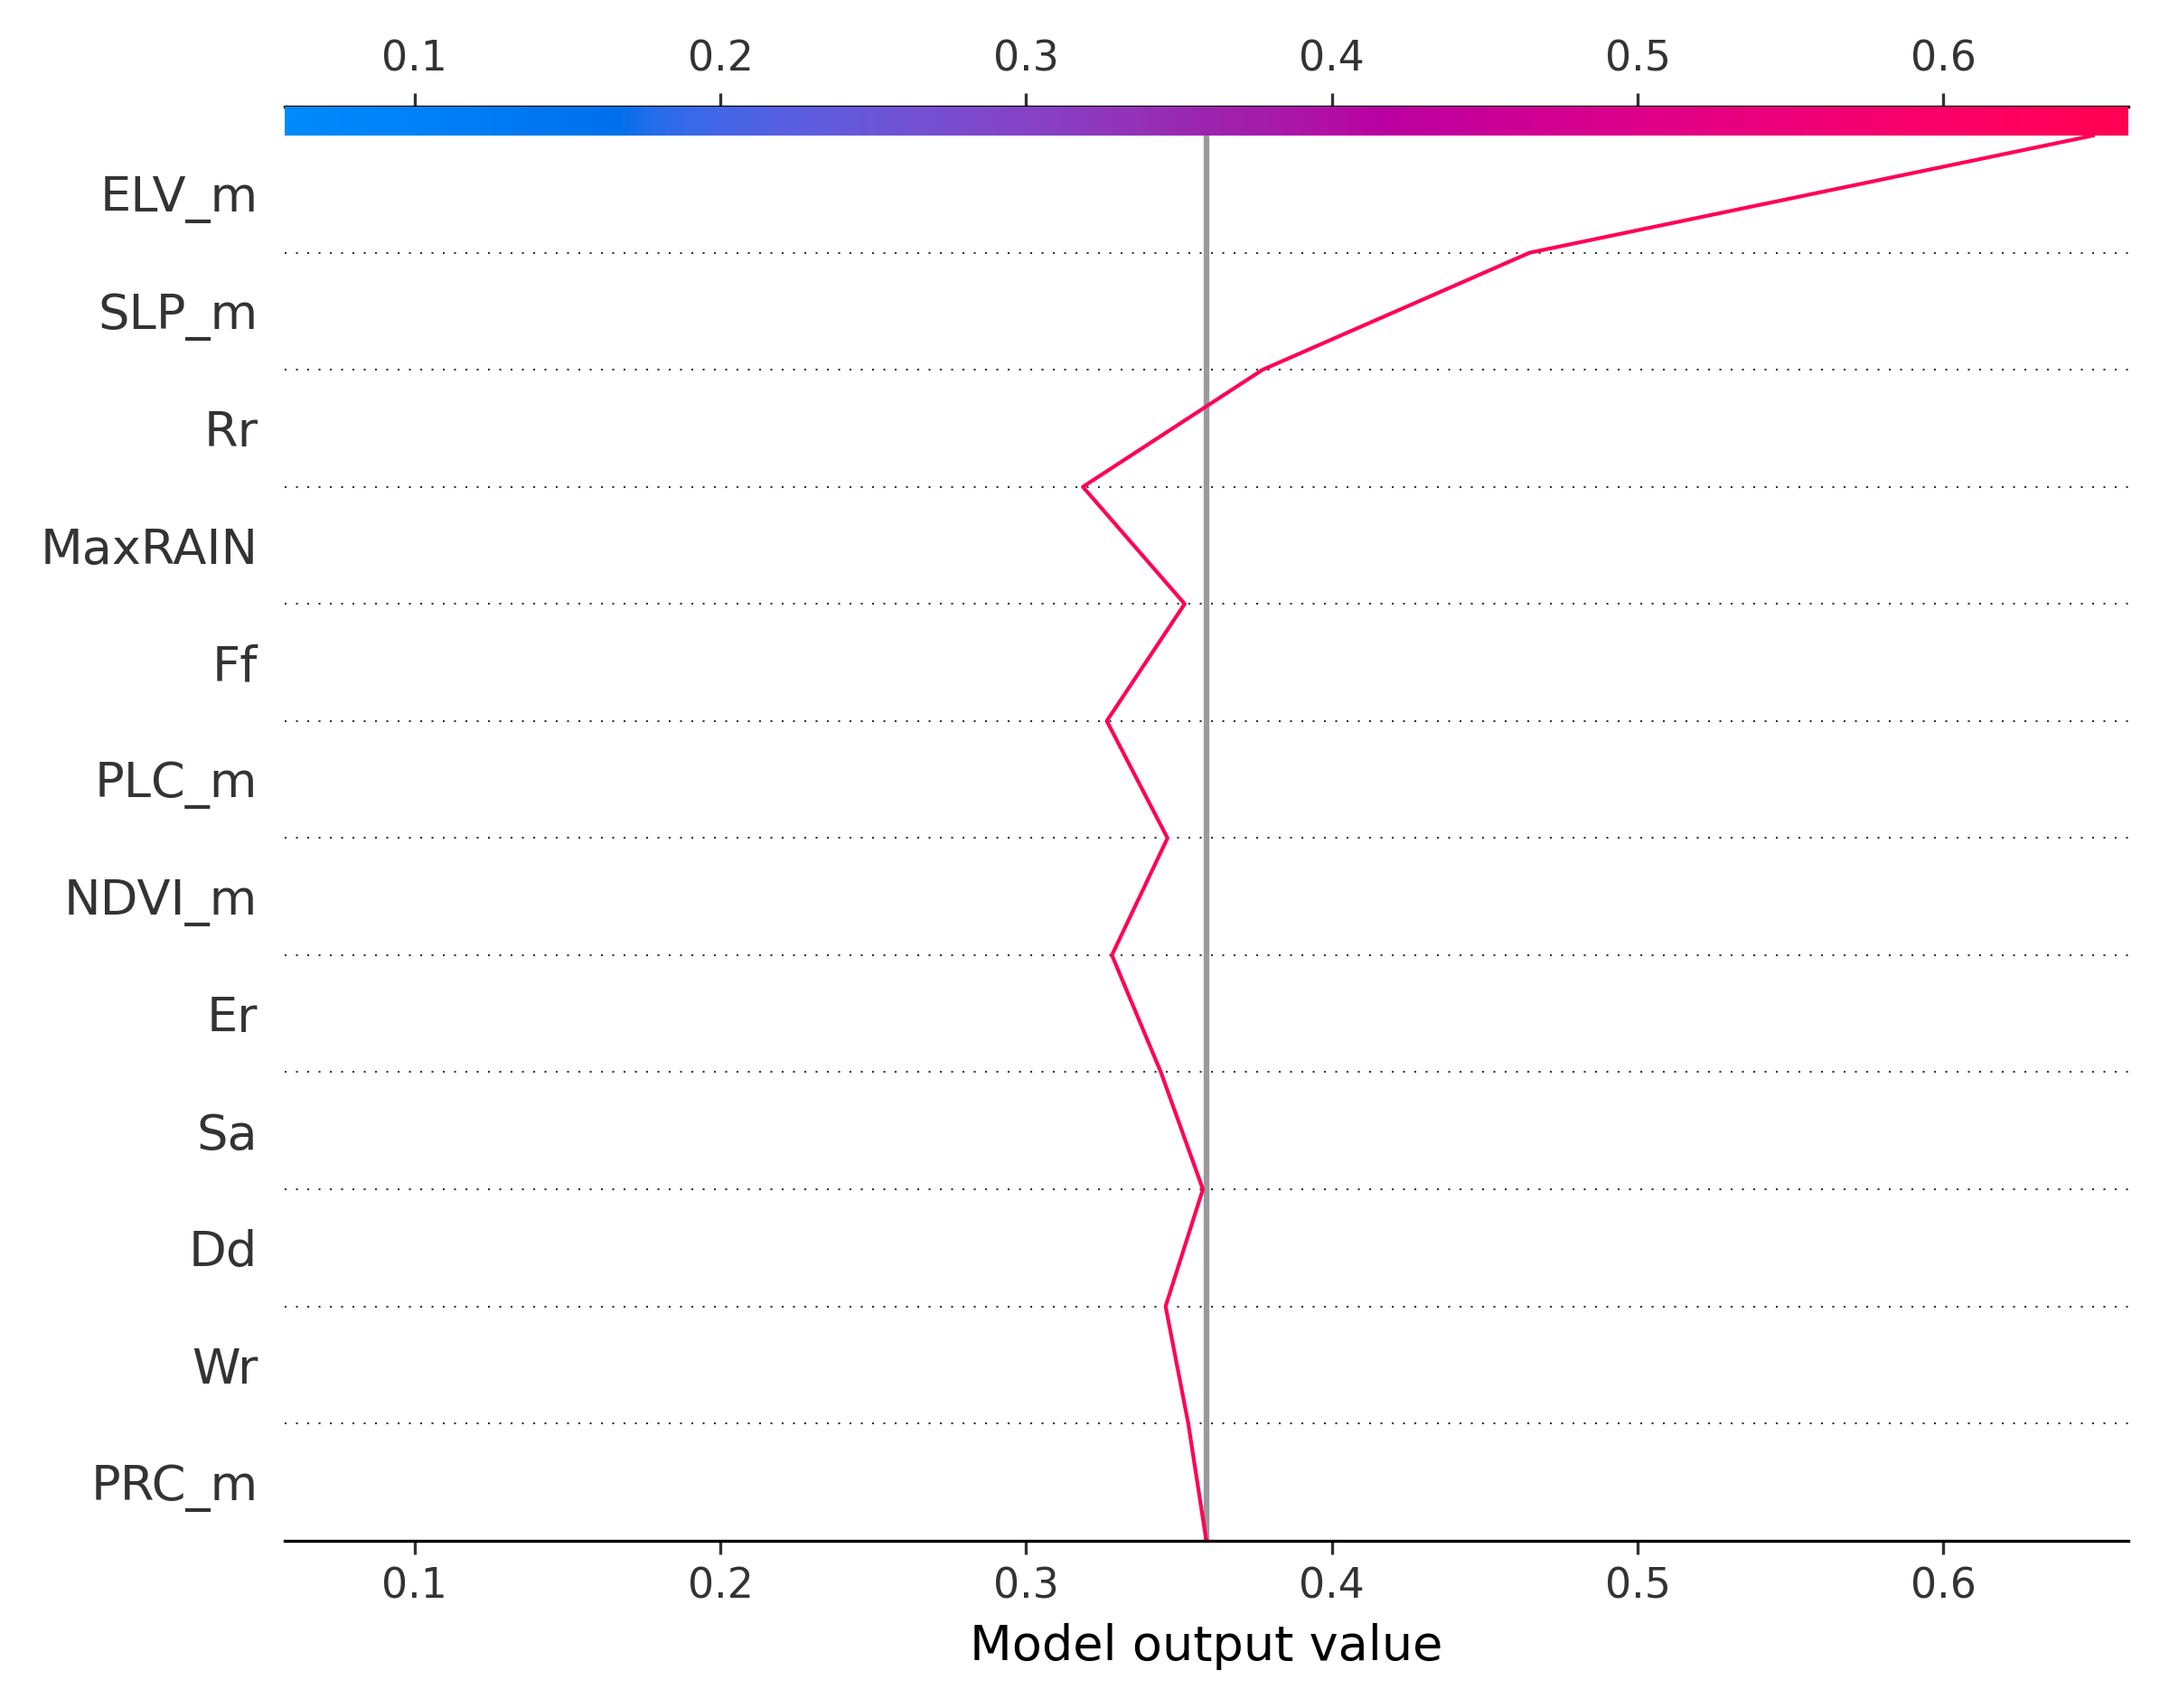 0.1 0.2 0.3 0.4 0.5 0.6
ELV_m
SLP_m
Rr
MaxRAIN
Ff
PLC_m
NDVI_m
Er
Sa
Dd
Wr
PRC_m
0.1 0.2 0.3 0.4 0.5 0.6
Model output value